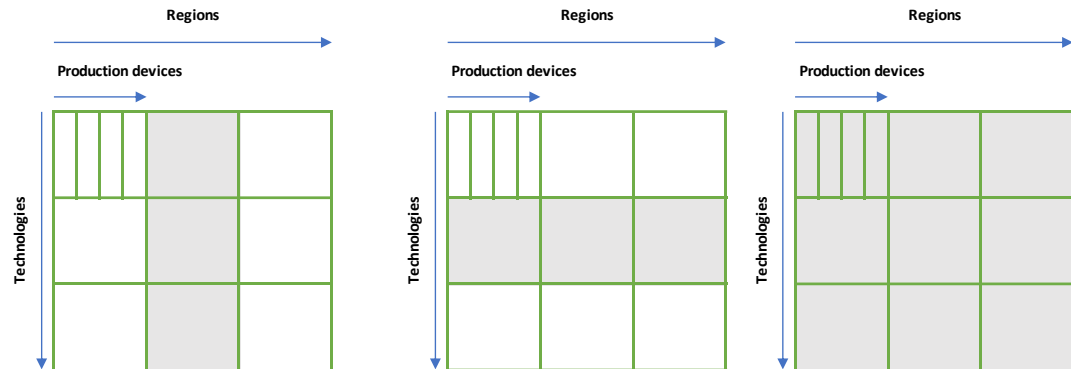 Regions
Production devices
Technologies
Regions
Production devices
Technologies
Regions
Production devices
Technologies